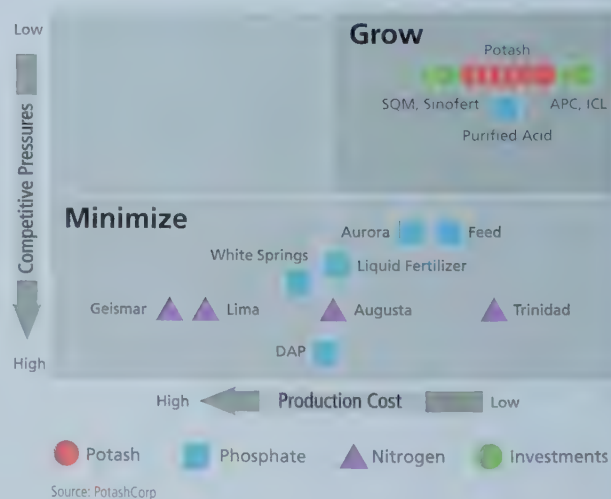 Low
Grow
Potash
SQM, Sinofert APC, ICL
Purified Acid
Competitive Pressures
Minimize
Aurora Feed
White Springs Liquid Fertilizer
Geismar Lima Augusta Trinidad
DAP
High
High Production Cost Low
Potash Phosphate Nitrogen Investments
Source: PotashCorp